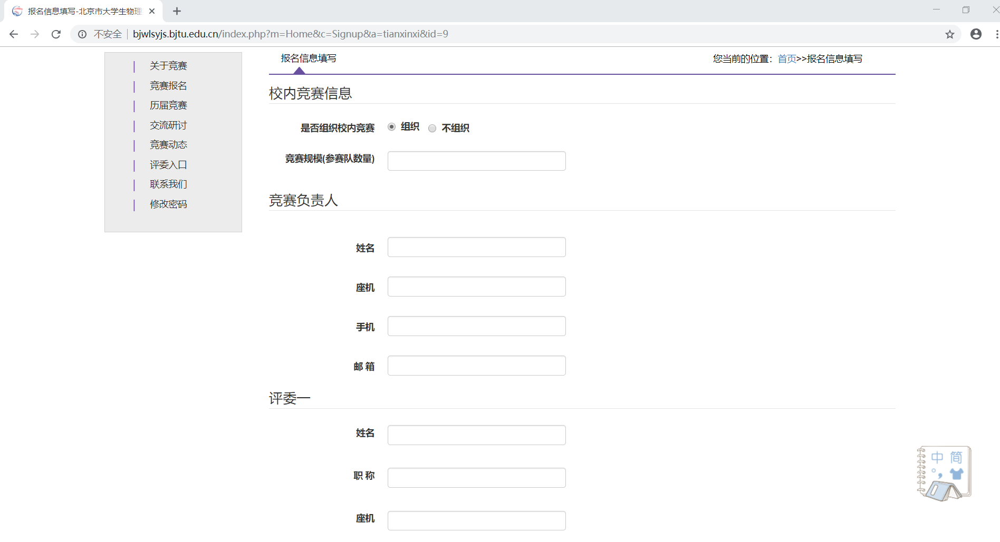 报名信息填写-北京市大学生物理
不安全
bjwlsyjs.bjtu.edu.cn/index.php?m=Home&c=Signup&a=tianxinxi&id=9
关于竞赛
竞赛报名
历届竞赛
交流研讨
竞赛动态
评委入口
联系我们
修改密码
报名信息填写
您当前的位置：首页>>报名信息填写
校内竞赛信息
是否组织校内竞赛 组织 不组织
竞赛规模(参赛队数量)
竞赛负责人
姓名
座机
手机
邮 箱
评委一
姓名
职 称
座机
中 简